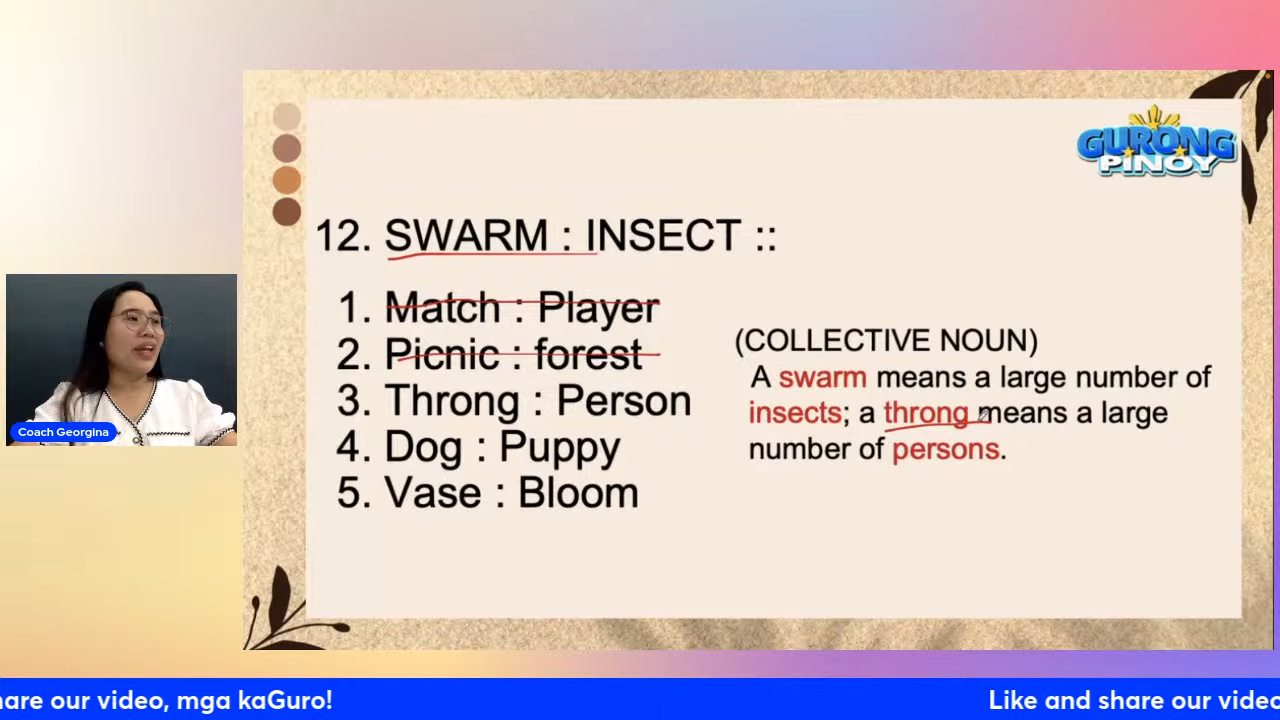 GURONG
PINOY
12. SWARM : INSECT ::
1. Match : Player
2. Picnic : forest
3. Throng : Person
4. Dog : Puppy
5. Vase : Bloom
(COLLECTIVE NOUN)
A swarm means a large number of
insects; a throng means a large
number of persons.
Coach Georgina
are our video, mga kaGuro!
Like and share our video